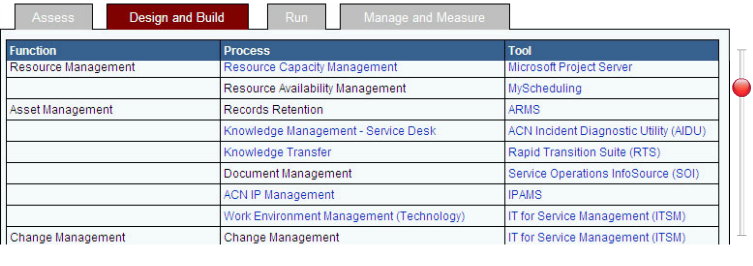 Assess Design and Build Run Manage and Measure
Function Process Tool
Resource Management Resource Capacity Management Microsoft Project Server
Resource Availability Management MyScheduling
Asset Management Records Retention ARMS
Knowledge Management - Service Desk ACN Incident Diagnostic Utility (AIDU)
Knowledge Transfer Rapid Transition Suite (RTS)
Document Management Service Operations InfoSource (SOI)
ACN IP Management IPAMS
Work Environment Management (Technology) IT for Service Management (ITSM)
Change Management Change Management IT for Service Management (ITSM)